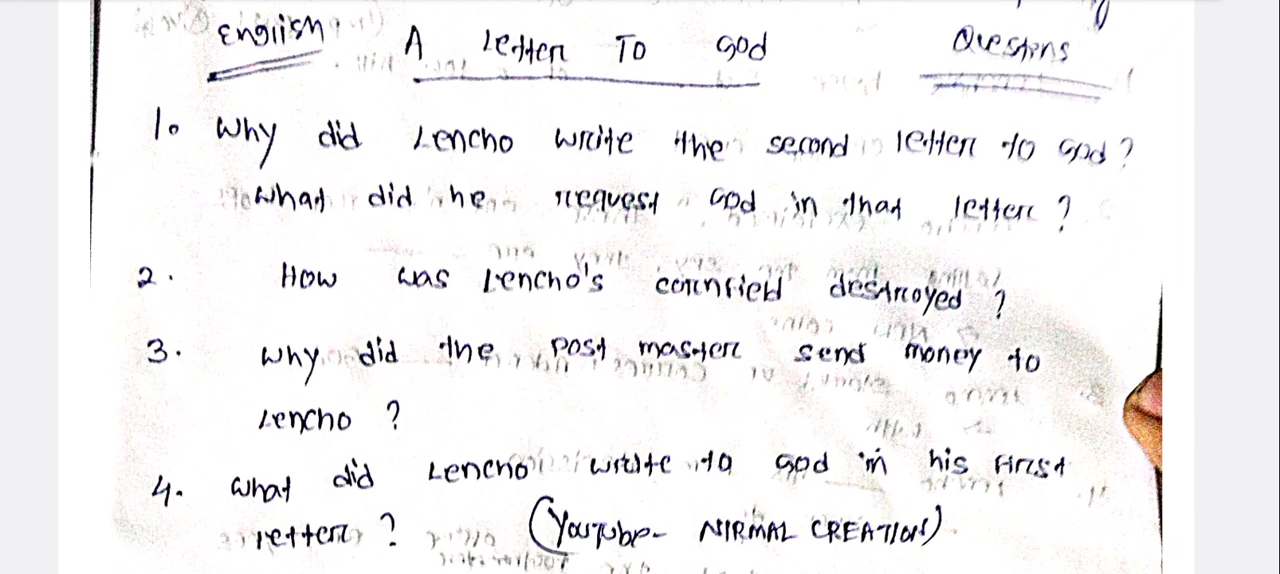 English A Letter To God Questions
1. Why did Lencho write the second letter to God?
What did he request God in that letter?
2. How was Lencho's cornfield destroyed?
3. Why did the post master send money to
Lencho?
4. What did Lencho write to God in his first
letter? (YouTube- NIRMAL CREATION)